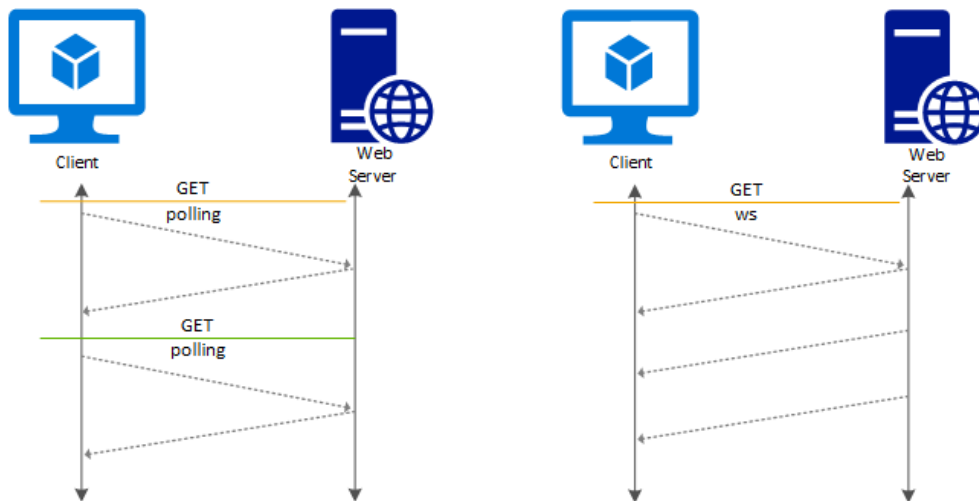 Client
Web
Server
GET
polling
GET
polling
Client
Web
Server
GET
ws